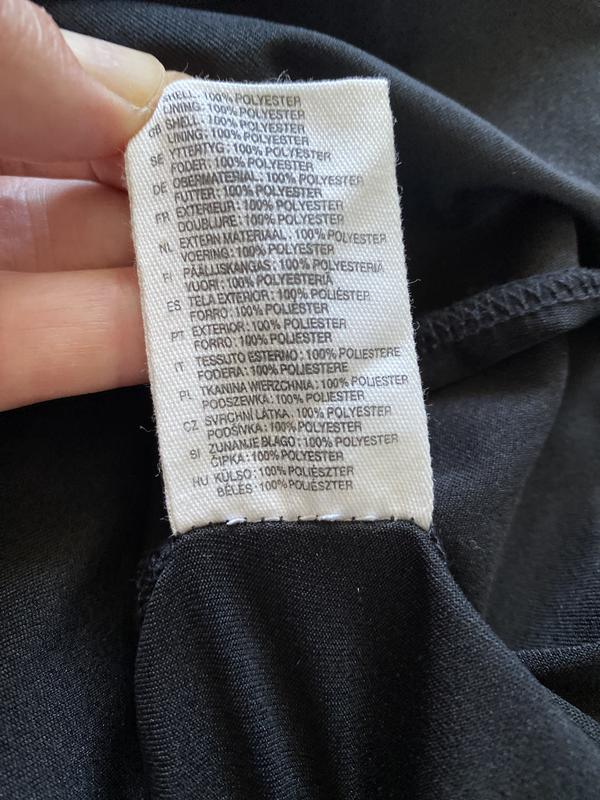 SHELL: 100% POLYESTER
LINING: 100% POLYESTER
GB SHELL: 100% POLYESTER
LINING: 100% POLYESTER
SE YTTERTYG: 100% POLYESTER
FODER: 100% POLYESTER
DE OBERMATERIAL: 100% POLYESTER
FUTTER: 100% POLYESTER
FR EXTERIEUR: 100% POLYESTER
DOUBLURE: 100% POLYESTER
NL EXTERN MATERIAAL: 100% POLYESTER
VOERING: 100% POLYESTER
FI PÄÄLLISKANGAS: 100% POLYESTERIÄ
VUORI: 100% POLYESTERIÄ
ES TELA EXTERIOR: 100% POLIÉSTER
FORRO: 100% POLIÉSTER
PT EXTERIOR: 100% POLIÉSTER
FORRO: 100% POLIÉSTER
IT TESSUTO ESTERNO: 100% POLIESTERE
FODERA: 100% POLIESTERE
PL TKANINA WIERZCHNIA: 100% POLIESTER
PODSZEWKA: 100% POLIESTER
CZ SVRCHNÍ LÁTKA: 100% POLYESTER
PODŠÍVKA: 100% POLYESTER
SI ZUNANJE BLAGO: 100% POLYESTER
ČIPKA: 100% POLYESTER
HU KÜLSO: 100% POLIÉSZTER
BÉLÉS: 100% POLIÉSZTER